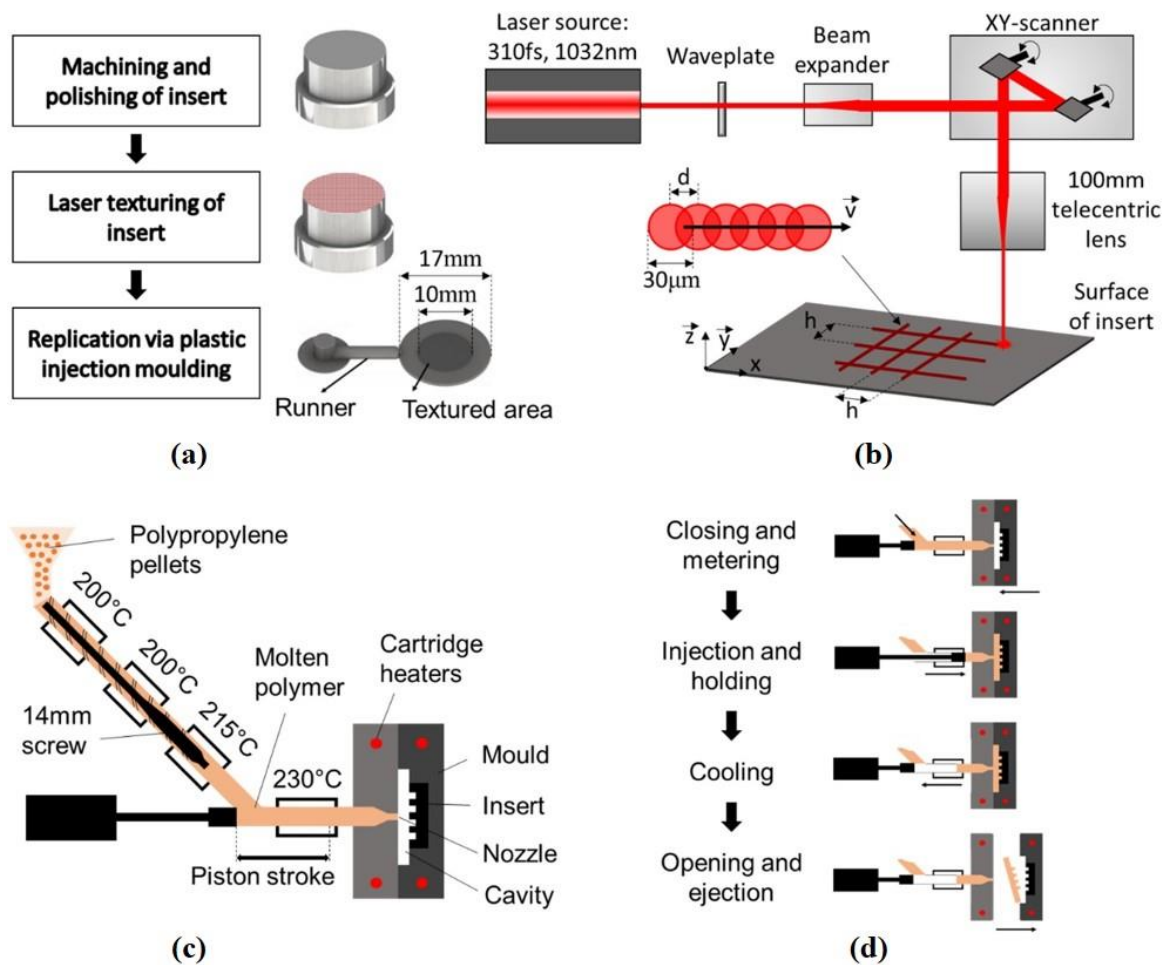 Machining and
polishing of insert
Laser texturing of
insert
Replication via plastic
injection moulding
17mm
10mm
Runner
Textured area
(a)
Laser source:
310fs, 1032nm
Waveplate
Beam
expander
XY-scanner
100mm
telecentric
lens
d
v
30μm
Surface
of insert
h
z
y
x
h
(b)
Polypropylene
pellets
200°C
200°C
215°C
14mm
screw
Molten
polymer
230°C
Piston stroke
Cartridge
heaters
Mould
Insert
Nozzle
Cavity
(c)
Closing and
metering
Injection and
holding
Cooling
Opening and
ejection
(d)